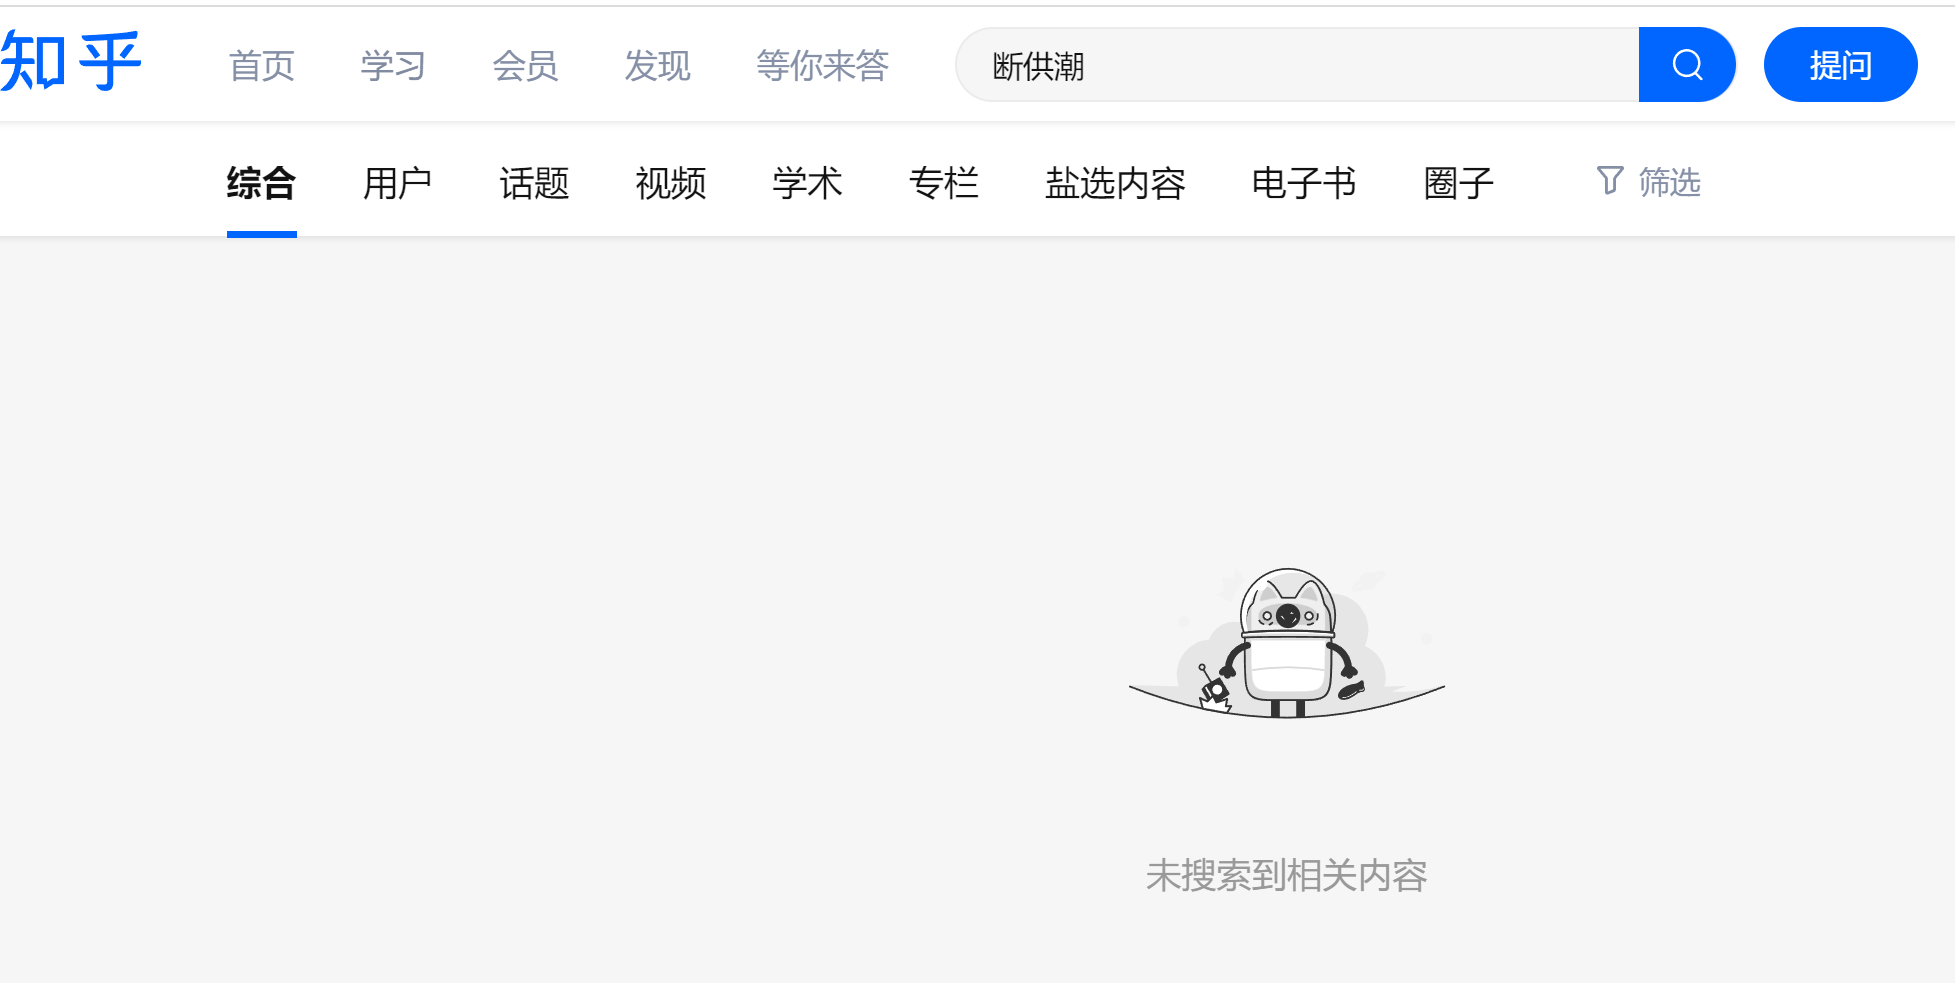 知乎 首页 学习 会员 发现 等你来答 断供潮 提问
综合 用户 话题 视频 学术 专栏 盐选内容 电子书 圈子 筛选
未搜索到相关内容